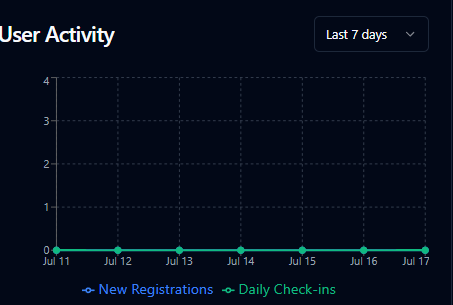 User Activity
Last 7 days
4
3
2
1
0
Jul 11 Jul 12 Jul 13 Jul 14 Jul 15 Jul 16 Jul 17
New Registrations Daily Check-ins